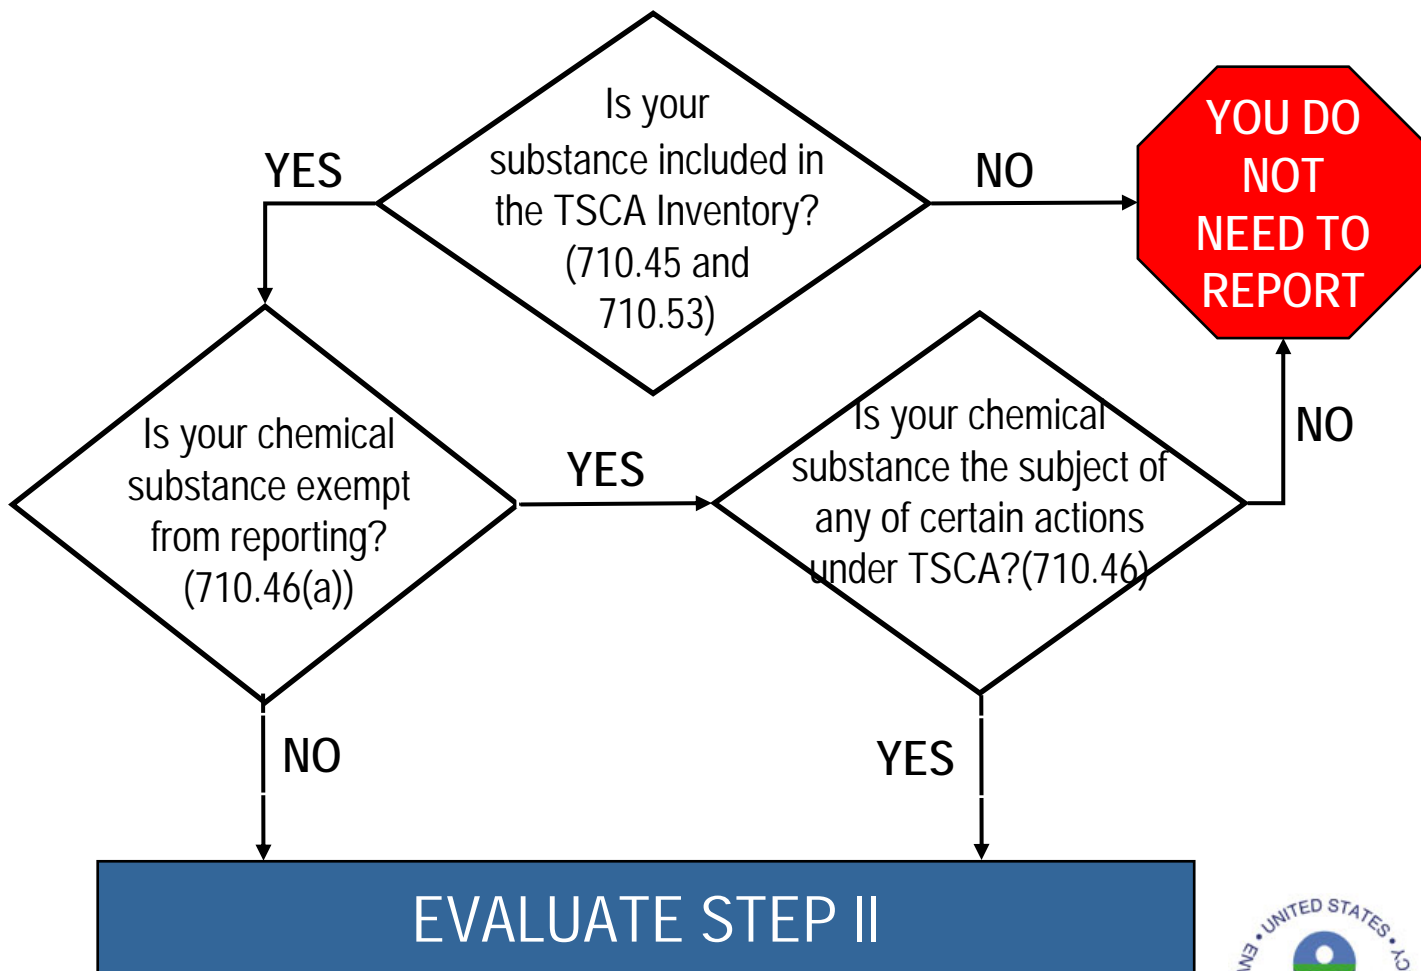 Is your
substance included in
the TSCA Inventory?
(710.45 and
710.53)
YES
NO
YOU DO
NOT
NEED TO
REPORT
Is your chemical
substance exempt
from reporting?
(710.46(a))
YES
Is your chemical
substance the subject of
any of certain actions
under TSCA?(710.46)
NO
NO
YES
EVALUATE STEP II
UNITED STATES